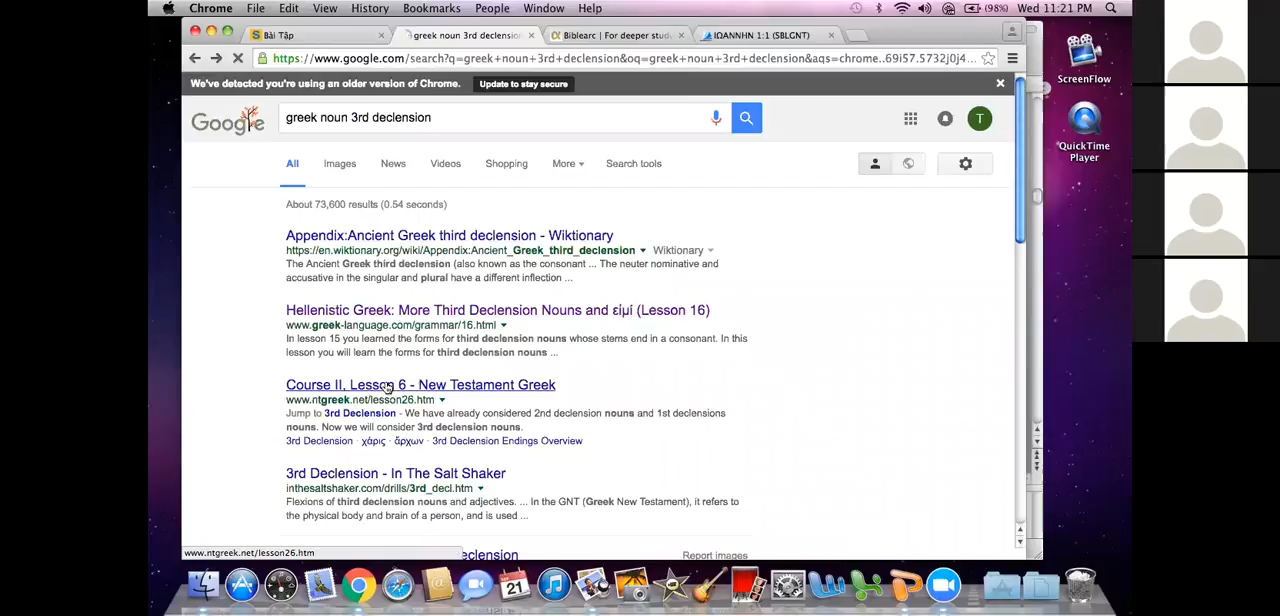 Chrome File Edit View History Bookmarks People Window Help (98%) Wed 11:21 PM
Bài Tập greek noun 3rd declension Biblearc | For deeper stud ΙΩΑΝΝΗΝ 1:1 (SBLGNT)
https://www.google.com/search?q=greek+noun+3rd+declension&oq=greek+noun+3rd+declension&aqs=chrome..69i57.5732j0j4...
We've detected you're using an older version of Chrome. Update to stay secure
Google greek noun 3rd declension T
All Images News Videos Shopping More Search tools
About 73,600 results (0.54 seconds)
Appendix:Ancient Greek third declension - Wiktionary
https://en.wiktionary.org/wiki/Appendix:Ancient_Greek_third_declension Wiktionary
The Ancient Greek third declension (also known as the consonant ... The neuter nominative and
accusative in the singular and plural have a different inflection ...
Hellenistic Greek: More Third Declension Nouns and εἰμί (Lesson 16)
www.greek-language.com/grammar/16.html
In lesson 15 you learned the forms for third declension nouns whose stems end in a consonant. In this
lesson you will learn the forms for third declension nouns ...
Course II, Lesson 6 - New Testament Greek
www.ntgreek.net/lesson26.htm
Jump to 3rd Declension - We have already considered 2nd declension nouns and 1st declensions
nouns. Now we will consider 3rd declension nouns.
3rd Declension · χάρις · ἄρχων · 3rd Declension Endings Overview
3rd Declension - In The Salt Shaker
inthesaltshaker.com/drills/3rd_decl.htm
Flexions of third declension nouns and adjectives. ... In the GNT (Greek New Testament), it refers to
the physical body and brain of a person, and is used ...
eclension Report images
www.ntgreek.net/lesson26.htm
ScreenFlow
QuickTime
Player
21